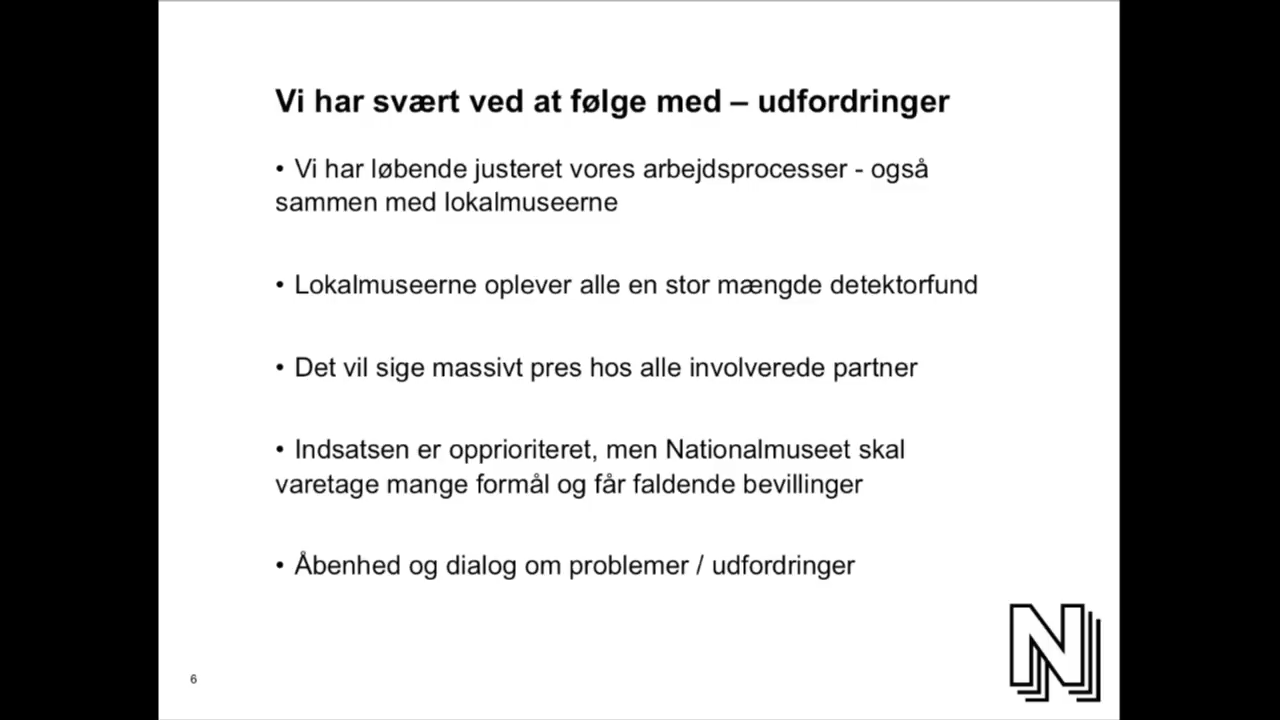 Vi har svært ved at følge med – udfordringer
• Vi har løbende justeret vores arbejdsprocesser - også
sammen med lokalmuseerne
• Lokalmuseerne oplever alle en stor mængde detektorfund
• Det vil sige massivt pres hos alle involverede partner
• Indsatsen er opprioriteret, men Nationalmuseet skal
varetage mange formål og får faldende bevillinger
• Åbenhed og dialog om problemer / udfordringer
6
N